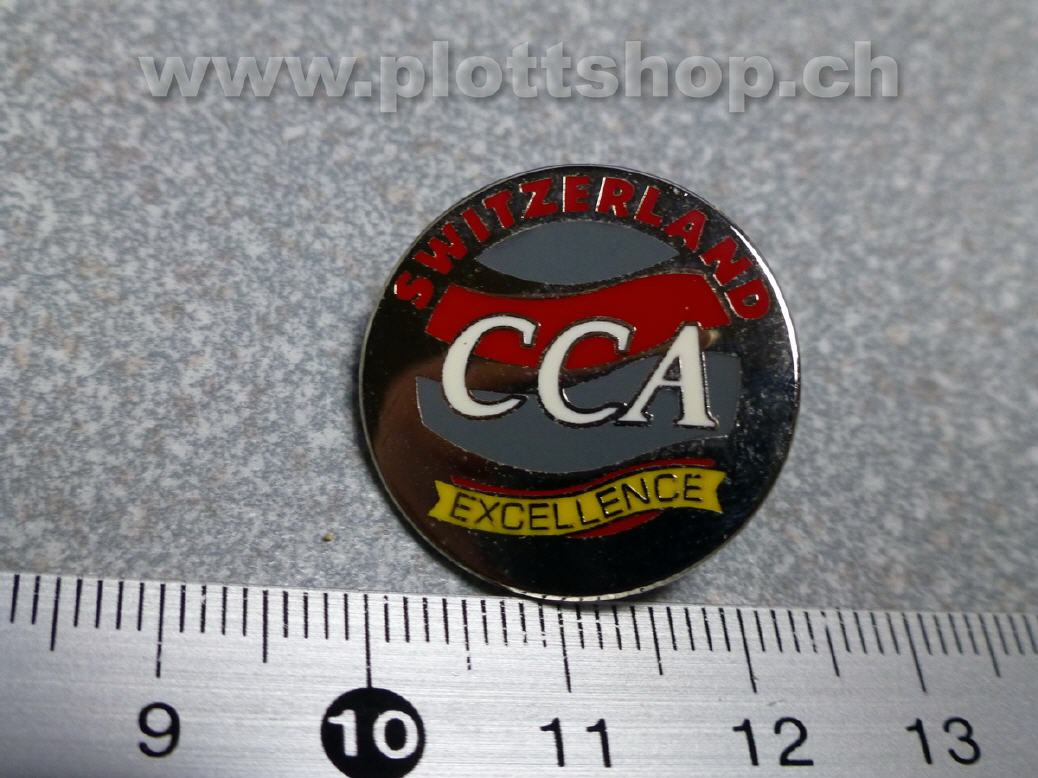 www.plottshop.ch
SWITZERLAND
CCA
EXCELLENCE
9 10 11 12 13